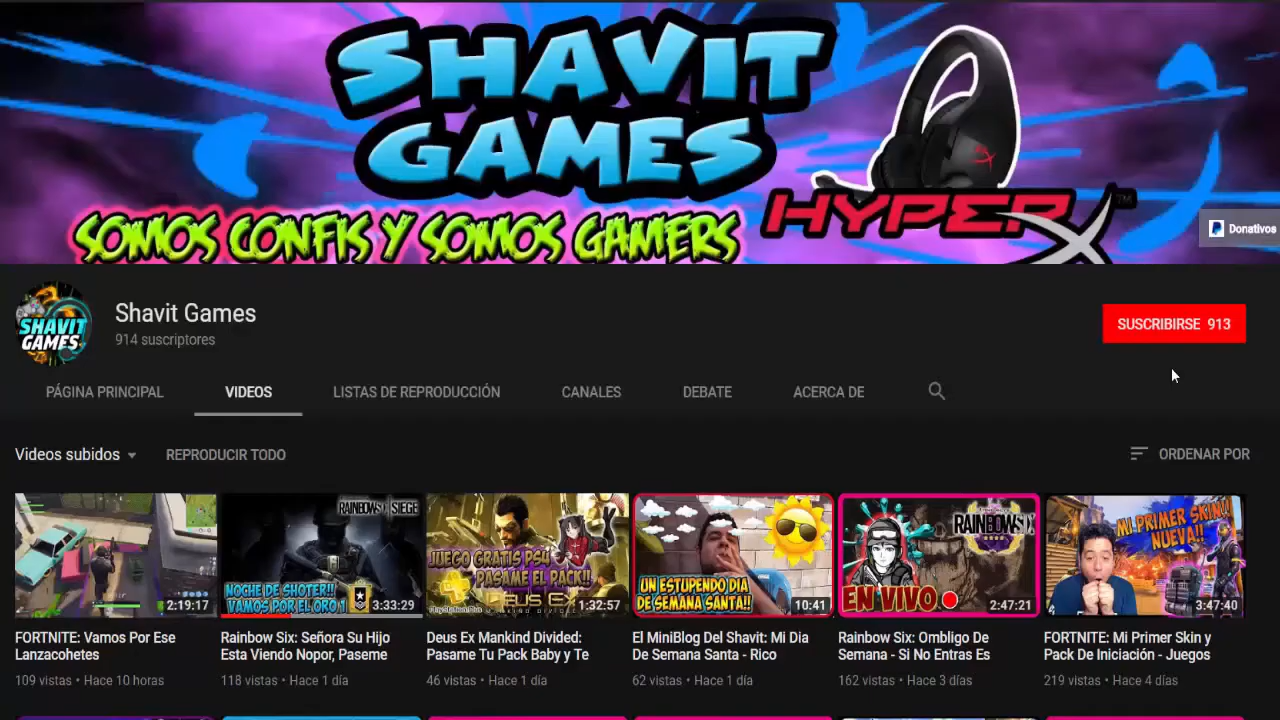 SHAVIT
GAMES
SOMOS CONFIS Y SOMOS GAMERS
HYPERX
TM
Donativos
SHAVIT
GAMES
Shavit Games
914 suscriptores
SUSCRIBIRSE 913
PÁGINA PRINCIPAL VIDEOS LISTAS DE REPRODUCCIÓN CANALES DEBATE ACERCA DE
Videos subidos REPRODUCIR TODO ORDENAR POR
2:19:17
FORTNITE: Vamos Por Ese
Lanzacohetes
109 vistas • Hace 10 horas
RAINBOW SIX SIEGE
NOCHE DE SHOTER!!
VAMOS POR EL ORO 1
3:33:29
Rainbow Six: Señora Su Hijo
Esta Viendo Nopor, Paseme
118 vistas • Hace 1 día
JUEGO GRATIS PS4
PASAME EL PACK!!
DEUS EX
1:32:57
Deus Ex Mankind Divided:
Pasame Tu Pack Baby y Te
46 vistas • Hace 1 día
UN ESTUPENDO DIA
DE SEMANA SANTA!!
10:41
El MiniBlog Del Shavit: Mi Dia
De Semana Santa - Rico
62 vistas • Hace 1 día
RAINBOW SIX
EN VIVO
2:47:21
Rainbow Six: Ombligo De
Semana - Si No Entras Es
162 vistas • Hace 3 días
MI PRIMER SKIN!!
NUEVA!!
3:47:40
FORTNITE: Mi Primer Skin y
Pack De Iniciación - Juegos
219 vistas • Hace 4 días